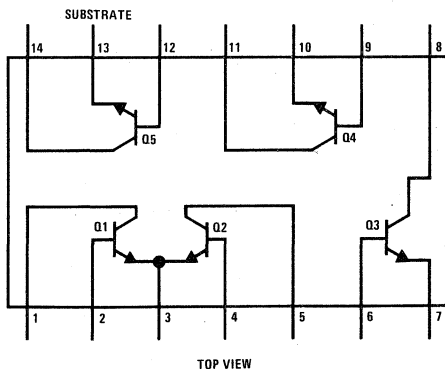 SUBSTRATE
14 13 12 11 10 9 8
Q5 Q4
Q1 Q2 Q3
1 2 3 4 5 6 7
TOP VIEW